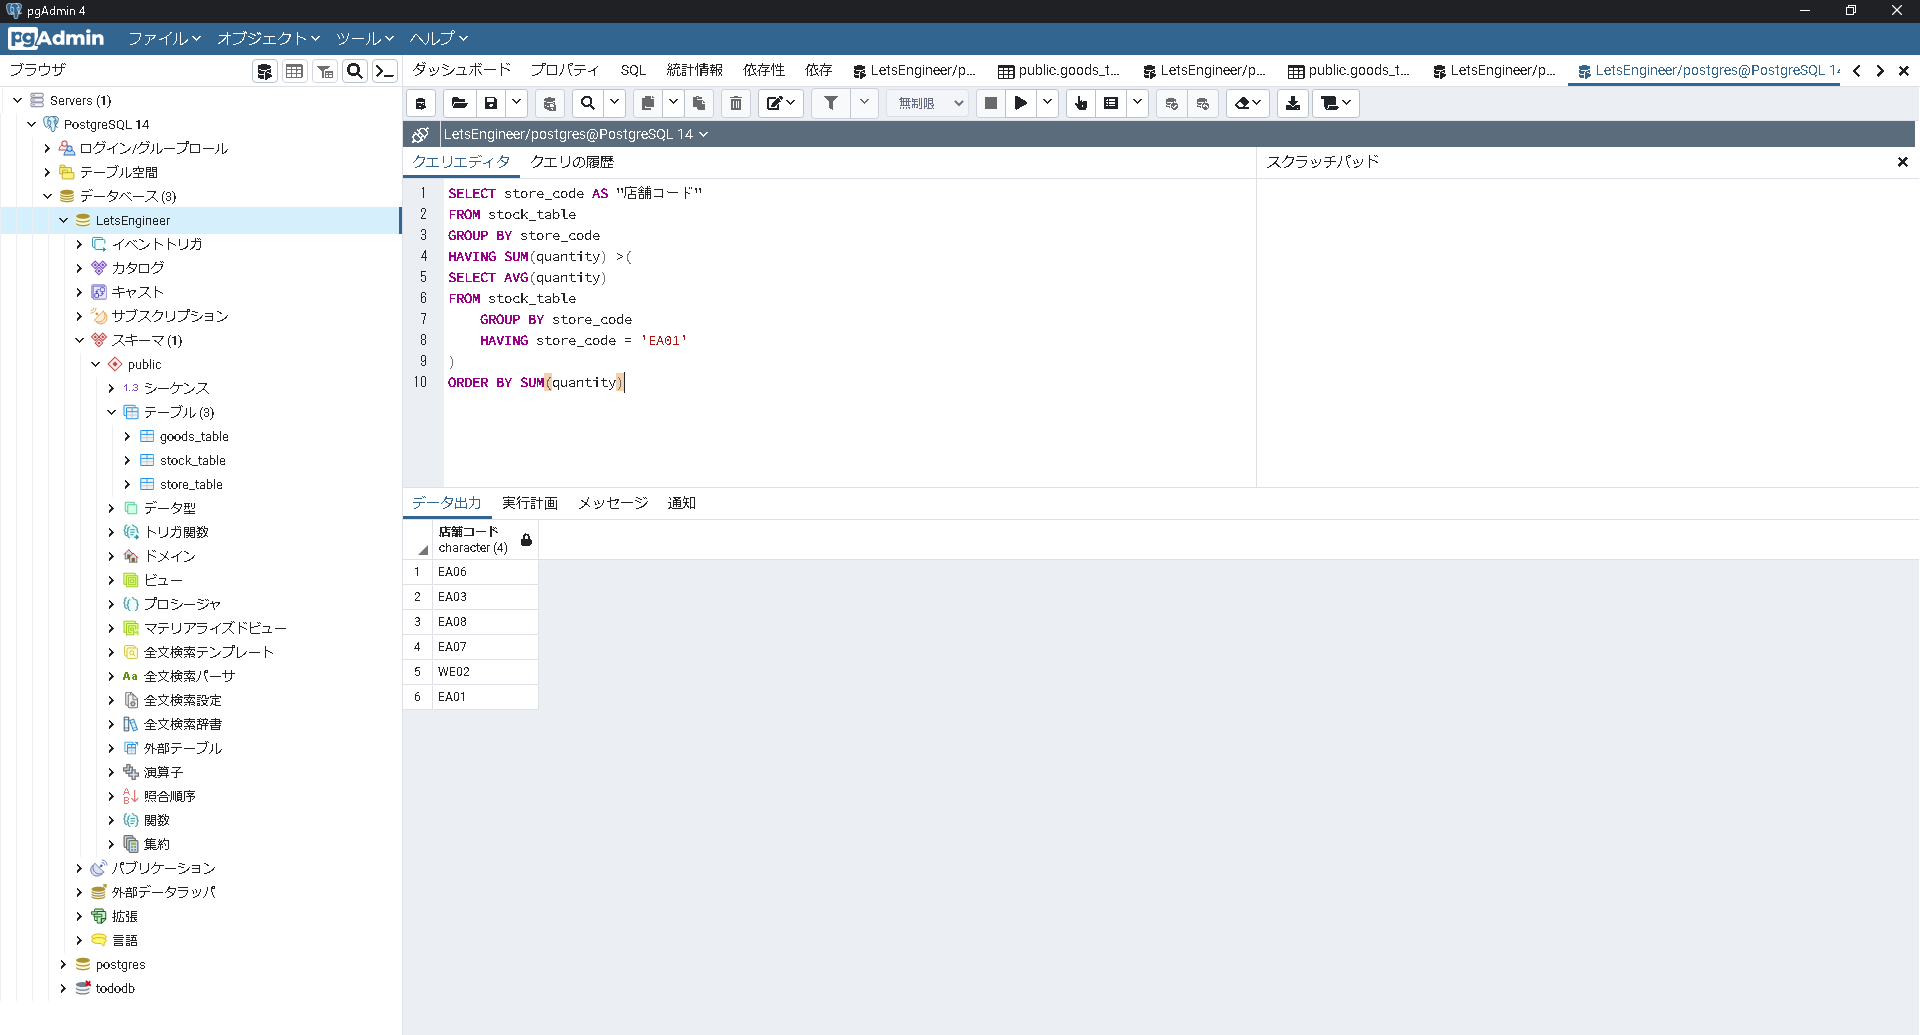 pgAdmin 4
pgAdmin ファイル オブジェクト ツール ヘルプ
ブラウザ
Servers (1)
PostgreSQL 14
ログイン/グループロール
テーブル空間
データベース (3)
LetsEngineer
イベントトリガ
カタログ
キャスト
サブスクリプション
スキーマ (1)
public
1.3 シーケンス
テーブル (3)
goods_table
stock_table
store_table
データ型
トリガ関数
ドメイン
ビュー
プロシージャ
マテリアライズドビュー
全文検索テンプレート
Aa 全文検索パーサ
全文検索設定
全文検索辞書
外部テーブル
演算子
照合順序
関数
集約
パブリケーション
外部データラッパ
拡張
言語
postgres
tododb
ダッシュボード プロパティ SQL 統計情報 依存性 依存 LetsEngineer/p... public.goods_t... LetsEngineer/p... public.goods_t... LetsEngineer/p... LetsEngineer/postgres@PostgreSQL 14
無制限
LetsEngineer/postgres@PostgreSQL 14
クエリエディタ クエリの履歴
スクラッチパッド
1 SELECT store_code AS "店舗コード"
2 FROM stock_table
3 GROUP BY store_code
4 HAVING SUM(quantity) >(
5 SELECT AVG(quantity)
6 FROM stock_table
7 GROUP BY store_code
8 HAVING store_code = 'EA01'
9 )
10 ORDER BY SUM(quantity)
データ出力 実行計画 メッセージ 通知
店舗コード
character (4)
1 EA06
2 EA03
3 EA08
4 EA07
5 WE02
6 EA01